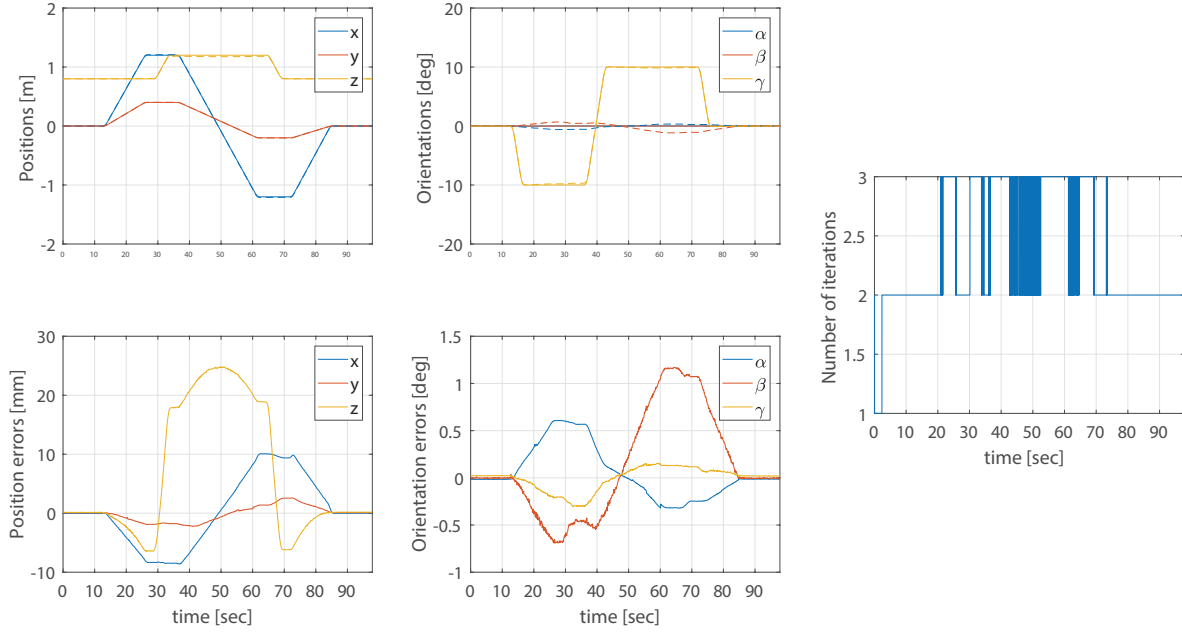 Positions [m]
2
1
0
-1
-2
0 10 20 30 40 50 60 70 80 90
x
y
z
Orientations [deg]
20
10
0
-10
-20
0 10 20 30 40 50 60 70 80 90
α
β
γ
Position errors [mm]
30
20
10
0
-10
0 10 20 30 40 50 60 70 80 90
time [sec]
x
y
z
Orientation errors [deg]
1.5
1
0.5
0
-0.5
-1
0 10 20 30 40 50 60 70 80 90
time [sec]
α
β
γ
Number of iterations
3
2.5
2
1.5
1
0 10 20 30 40 50 60 70 80 90
time [sec]